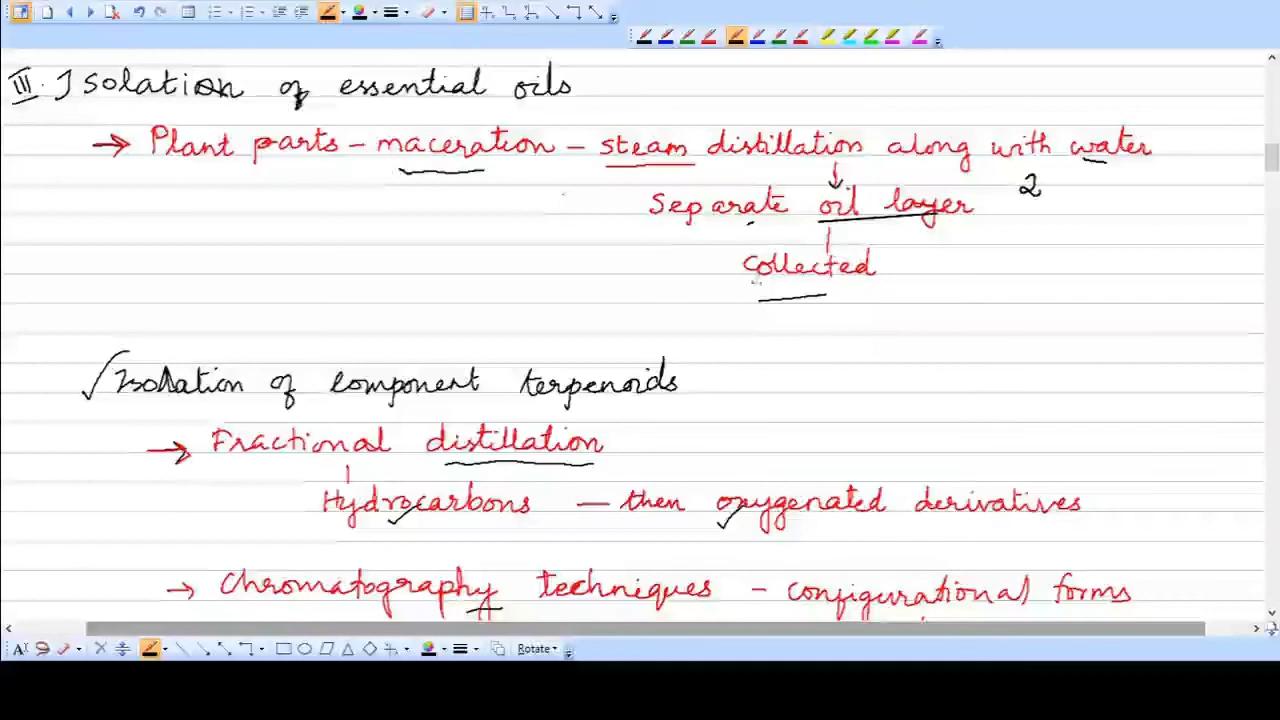 III. Isolation of essential oils
→ Plant parts - maceration - steam distillation along with water
2
Separate oil layer
Collected
✓Isolation of component terpenoids
→ Fractional distillation
Hydrocarbons - then oxygenated derivatives
→ Chromatography techniques - configurational forms
Rotate